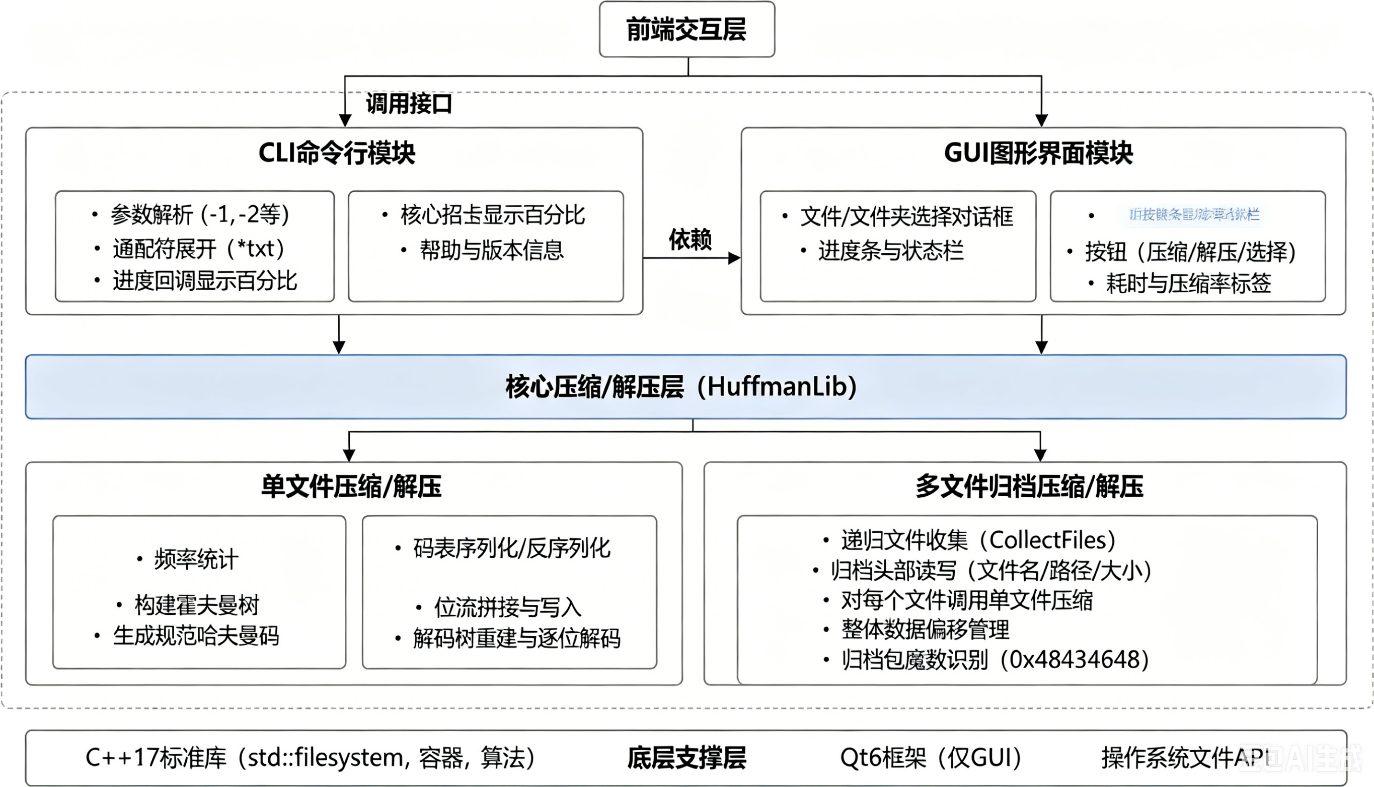 前端交互层
调用接口
CLI命令行模块
• 参数解析（-1, -2等）
• 通配符展开（*txt）
• 进度回调显示百分比
• 核心招卡显示百分比
• 帮助与版本信息
依赖
GUI图形界面模块
• 文件/文件夹选择对话框
• 进度条与状态栏
•
• 按钮（压缩/解压/选择）
• 耗时与压缩率标签
核心压缩/解压层（HuffmanLib）
单文件压缩/解压
• 频率统计
• 构建霍夫曼树
• 生成规范哈夫曼码
• 码表序列化/反序列化
• 位流拼接与写入
• 解码树重建与逐位解码
多文件归档压缩/解压
• 递归文件收集（CollectFiles）
• 归档头部读写（文件名/路径/大小）
• 对每个文件调用单文件压缩
• 整体数据偏移管理
• 归档包魔数识别（0x48434648）
C++17标准库（std::filesystem, 容器, 算法）
底层支撑层
Qt6框架（仅GUI）
操作系统文件API
AI生成